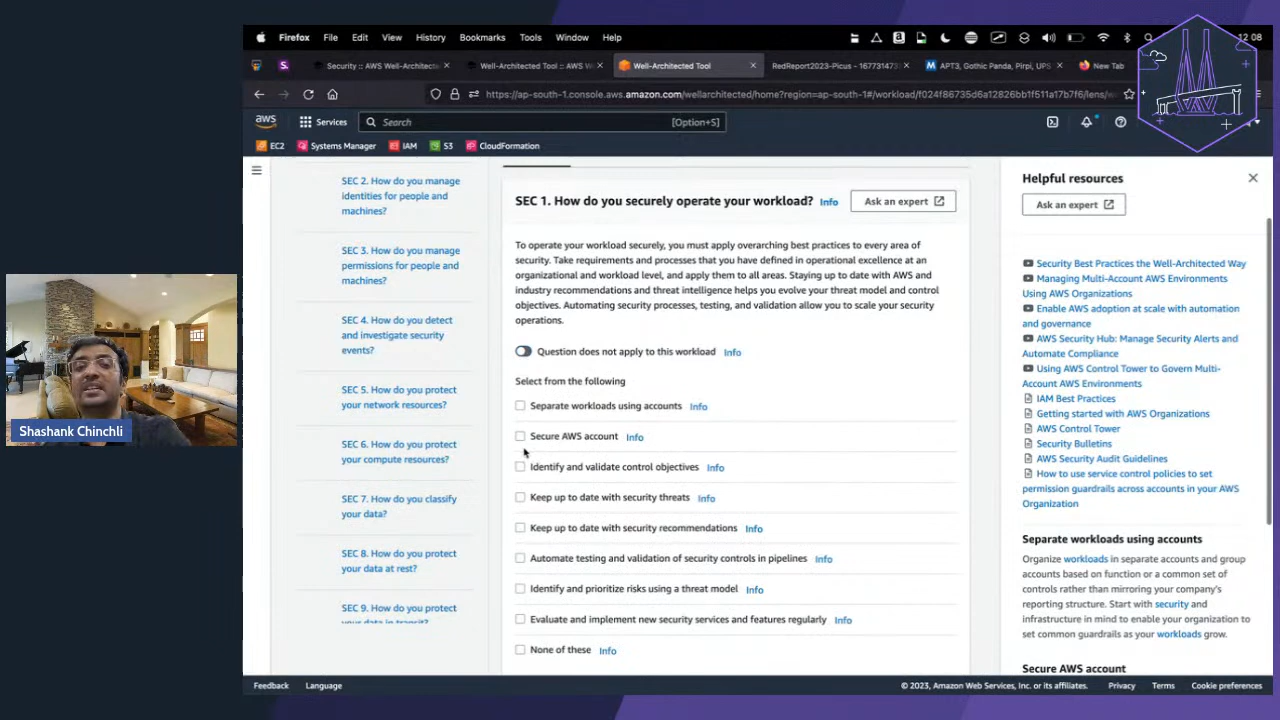 Firefox File Edit View History Bookmarks Tools Window Help 12 08
Security :: AWS Well-Architecte × Well-Architected Tool :: AWS W × Well-Architected Tool × RedReport2023-Picus - 16773147 × APT3, Gothic Panda, Pirpi, UPS × New Tab
https://ap-south-1.console.aws.amazon.com/wellarchitected/home?region=ap-south-1#/workload/f024f86735d6a12826bb1f511a17b7f6/lens/w
aws Services Search [Option+S]
EC2 Systems Manager IAM S3 CloudFormation
SEC 2. How do you manage
identities for people and
machines?
SEC 3. How do you manage
permissions for people and
machines?
SEC 4. How do you detect
and investigate security
events?
SEC 5. How do you protect
your network resources?
SEC 6. How do you protect
your compute resources?
SEC 7. How do you classify
your data?
SEC 8. How do you protect
your data at rest?
SEC 9. How do you protect
your data in transit?
SEC 1. How do you securely operate your workload? Info Ask an expert
To operate your workload securely, you must apply overarching best practices to every area of
security. Take requirements and processes that you have defined in operational excellence at an
organizational and workload level, and apply them to all areas. Staying up to date with AWS and
industry recommendations and threat intelligence helps you evolve your threat model and control
objectives. Automating security processes, testing, and validation allow you to scale your security
operations.
Question does not apply to this workload Info
Select from the following
Separate workloads using accounts Info
Secure AWS account Info
Identify and validate control objectives Info
Keep up to date with security threats Info
Keep up to date with security recommendations Info
Automate testing and validation of security controls in pipelines Info
Identify and prioritize risks using a threat model Info
Evaluate and implement new security services and features regularly Info
None of these Info
Helpful resources
Ask an expert
Security Best Practices the Well-Architected Way
Managing Multi-Account AWS Environments
Using AWS Organizations
Enable AWS adoption at scale with automation
and governance
AWS Security Hub: Manage Security Alerts and
Automate Compliance
Using AWS Control Tower to Govern Multi-
Account AWS Environments
IAM Best Practices
Getting started with AWS Organizations
AWS Control Tower
Security Bulletins
AWS Security Audit Guidelines
How to use service control policies to set
permission guardrails across accounts in your AWS
Organization
Separate workloads using accounts
Organize workloads in separate accounts and group
accounts based on function or a common set of
controls rather than mirroring your company's
reporting structure. Start with security and
infrastructure in mind to enable your organization to
set common guardrails as your workloads grow.
Secure AWS account
Shashank Chinchli
Feedback Language © 2023, Amazon Web Services, Inc. or its affiliates. Privacy Terms Cookie preferences